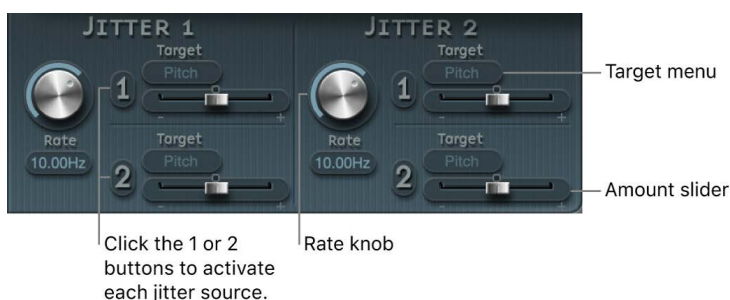 JITTER 1
JITTER 2
Target
Pitch
1
- +
Rate
10.00Hz
Target
Pitch
2
- +
Target
Pitch
1
- +
Rate
10.00Hz
Target
Pitch
2
- +
Target menu
Amount slider
Click the 1 or 2
buttons to activate
each jitter source.
Rate knob